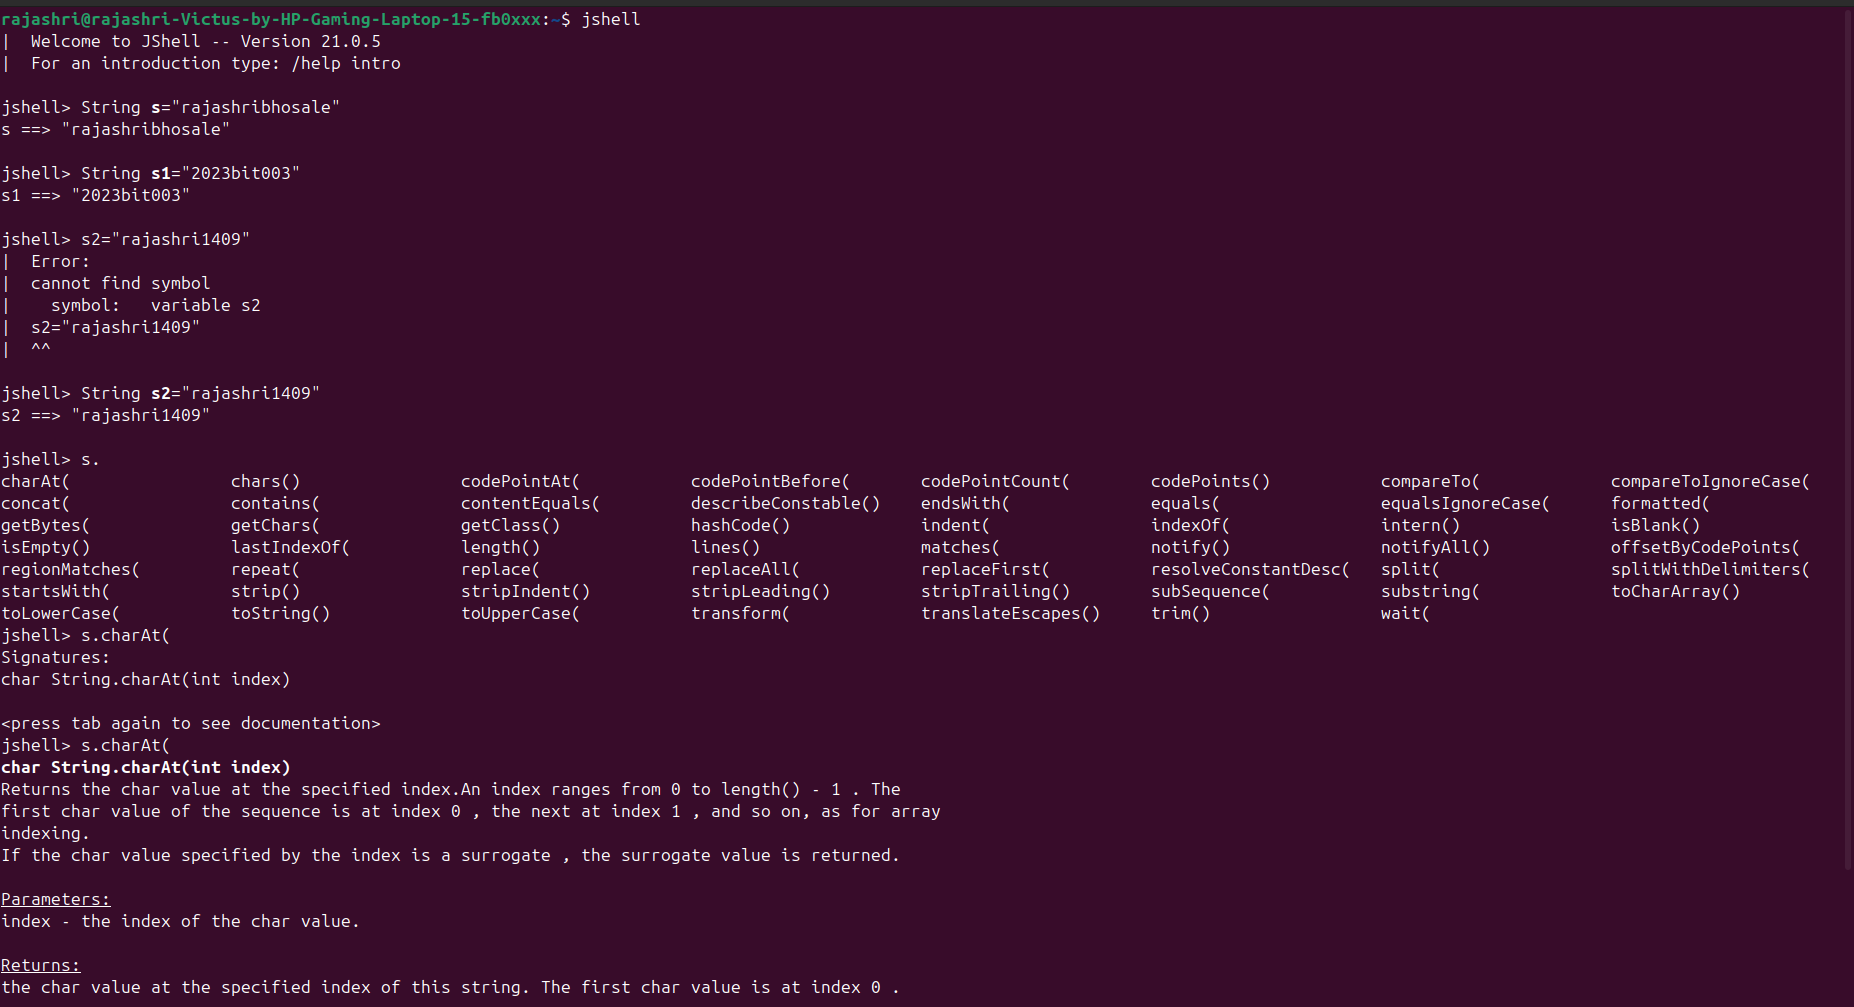 rajashri@rajashri-Victus-by-HP-Gaming-Laptop-15-fb0xxx:~$ jshell
|  Welcome to JShell -- Version 21.0.5
|  For an introduction type: /help intro

jshell> String s="rajashribhosale"
s ==> "rajashribhosale"

jshell> String s1="2023bit003"
s1 ==> "2023bit003"

jshell> s2="rajashri1409"
|  Error:
|  cannot find symbol
|    symbol:   variable s2
|  s2="rajashri1409"
|  ^^

jshell> String s2="rajashri1409"
s2 ==> "rajashri1409"

jshell> s.
charAt(                chars()                codePointAt(           codePointBefore(       codePointCount(        codePoints()           compareTo(             compareToIgnoreCase(
concat(                contains(              contentEquals(         describeConstable()    endsWith(              equals(                equalsIgnoreCase(      formatted(
getBytes(              getChars(              getClass()             hashCode()             indent(                indexOf(               intern()               isBlank()
isEmpty()              lastIndexOf(           length()               lines()                matches(               notify()               notifyAll()            offsetByCodePoints(
regionMatches(         repeat(                replace(               replaceAll(            replaceFirst(          resolveConstantDesc(   split(                 splitWithDelimiters(
startsWith(            strip()                stripIndent()          stripLeading()         stripTrailing()        subSequence(           substring(             toCharArray()
toLowerCase(           toString()             toUpperCase(           transform(             translateEscapes()     trim()                 wait(
jshell> s.charAt(
Signatures:
char String.charAt(int index)

<press tab again to see documentation>
jshell> s.charAt(
char String.charAt(int index)
Returns the char value at the specified index.An index ranges from 0 to length() - 1 . The
first char value of the sequence is at index 0 , the next at index 1 , and so on, as for array
indexing.
If the char value specified by the index is a surrogate , the surrogate value is returned.

Parameters:
index - the index of the char value.

Returns:
the char value at the specified index of this string. The first char value is at index 0 .